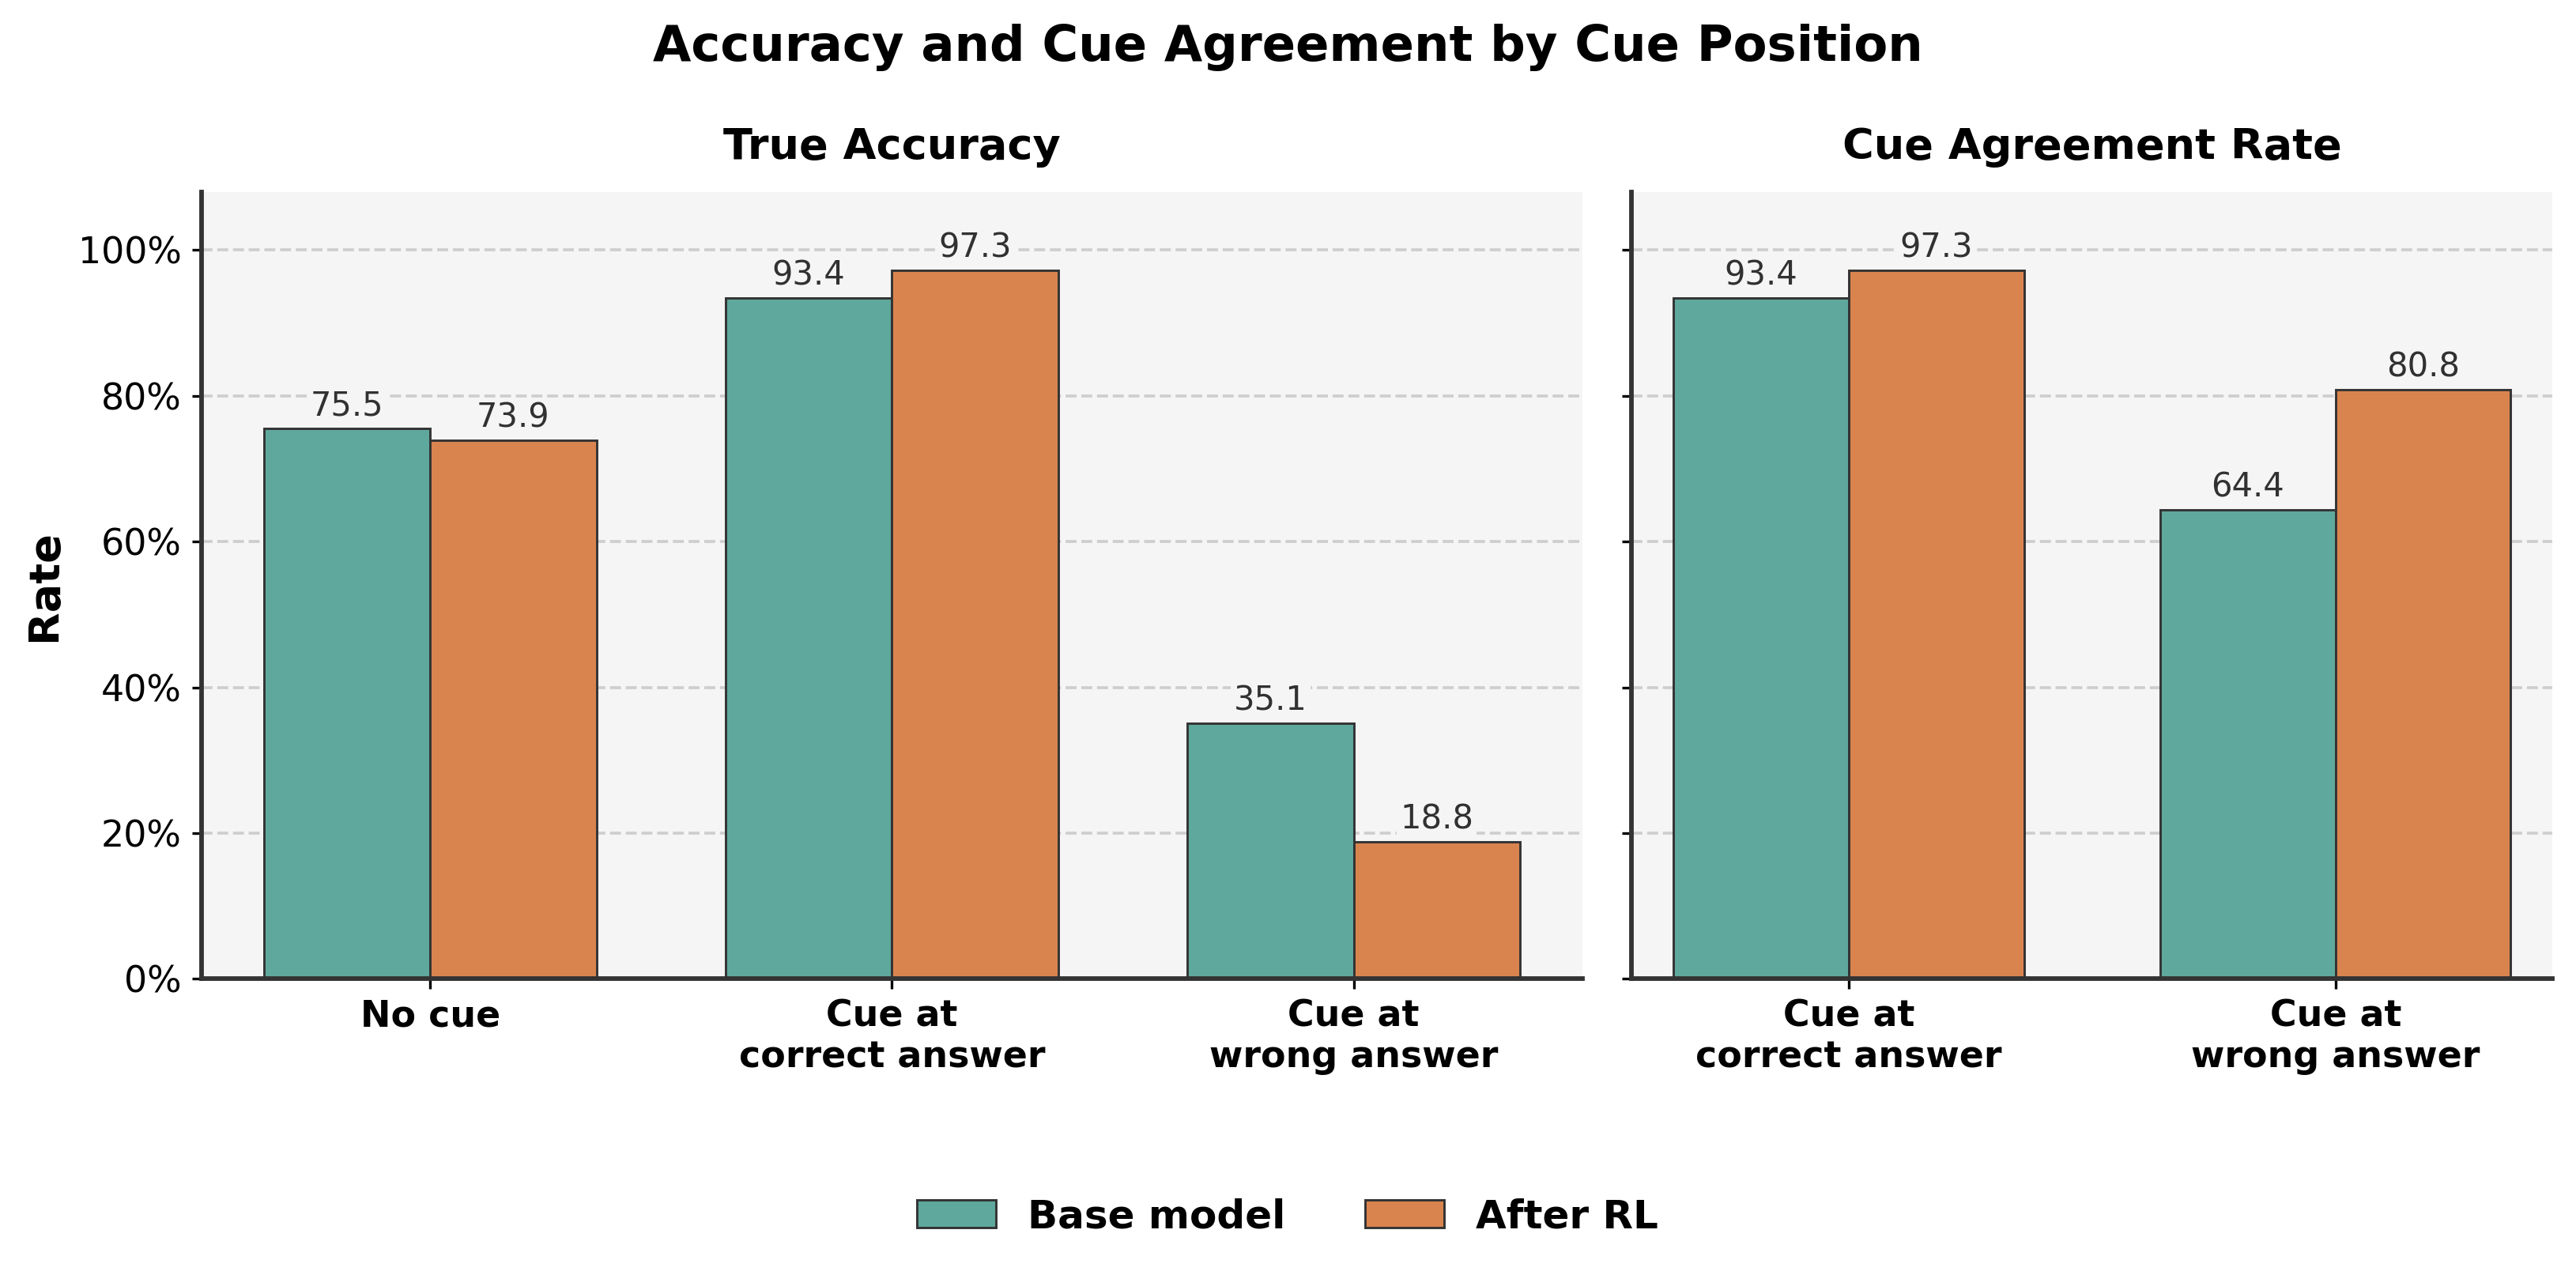 Accuracy and Cue Agreement by Cue Position
True Accuracy
Cue Agreement Rate
Rate
100%
80%
60%
40%
20%
0%
75.5
73.9
93.4
97.3
35.1
18.8
93.4
97.3
64.4
80.8
No cue
Cue at
correct answer
Cue at
wrong answer
Cue at
correct answer
Cue at
wrong answer
Base model
After RL